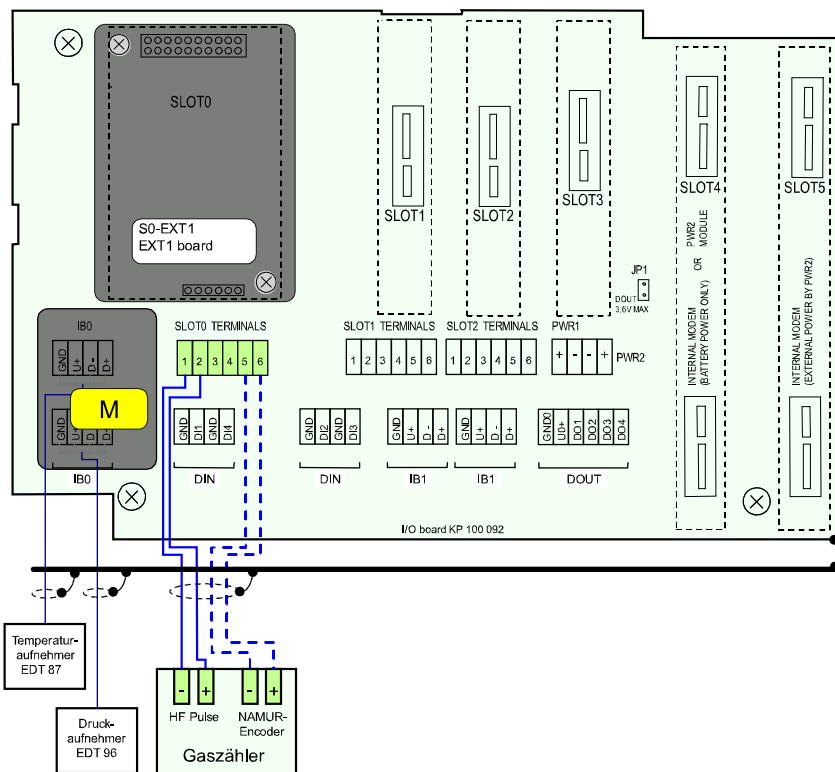 SLOT0
S0-EXT1
EXT1 board
SLOT1
SLOT2
SLOT3
SLOT4
SLOT5
JP1
DOUT
3,6V MAX
INTERNAL MODEM
(BATTERY POWER ONLY) OR PWR2
MODULE
INTERNAL MODEM
(EXTERNAL POWER BY PWR2)
IB0
GND U+ D- D+
SLOT0 TERMINALS
1 2 3 4 5 6
SLOT1 TERMINALS
1 2 3 4 5 6
SLOT2 TERMINALS
1 2 3 4 5 6
PWR1
+ - - +
PWR2
M
GND U+ D- D-
IB0
GND DI1 GND DI4
DIN
GND DI2 GND DI3
DIN
GND U+ D- D+
IB1
GND U+ D- D+
IB1
GND0 U0+ DO1 DO2 DO3 DO4
DOUT
I/O board KP 100 092
Temperatur-
aufnehmer
EDT 87
Druck-
aufnehmer
EDT 96
- + - +
HF Pulse
NAMUR-
Encoder
Gaszähler